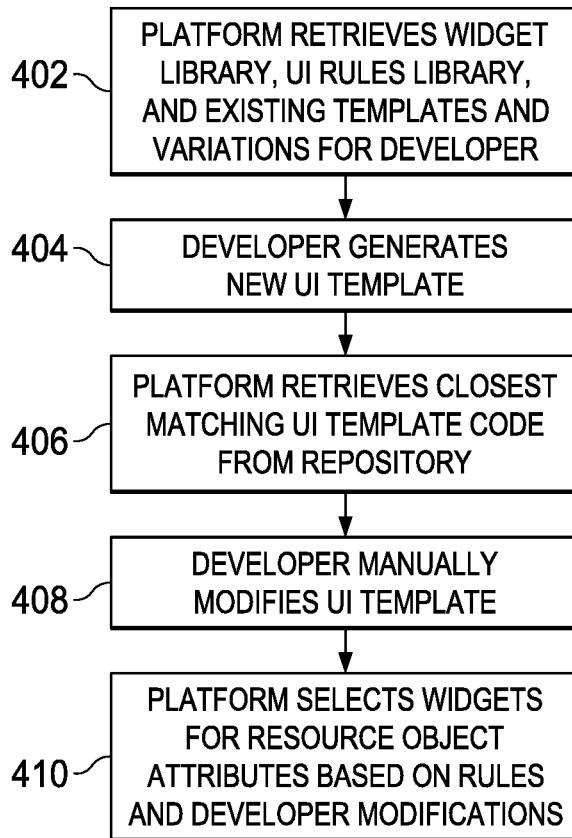 402
PLATFORM RETRIEVES WIDGET
LIBRARY, UI RULES LIBRARY,
AND EXISTING TEMPLATES AND
VARIATIONS FOR DEVELOPER
404
DEVELOPER GENERATES
NEW UI TEMPLATE
406
PLATFORM RETRIEVES CLOSEST
MATCHING UI TEMPLATE CODE
FROM REPOSITORY
408
DEVELOPER MANUALLY
MODIFIES UI TEMPLATE
410
PLATFORM SELECTS WIDGETS
FOR RESOURCE OBJECT
ATTRIBUTES BASED ON RULES
AND DEVELOPER MODIFICATIONS